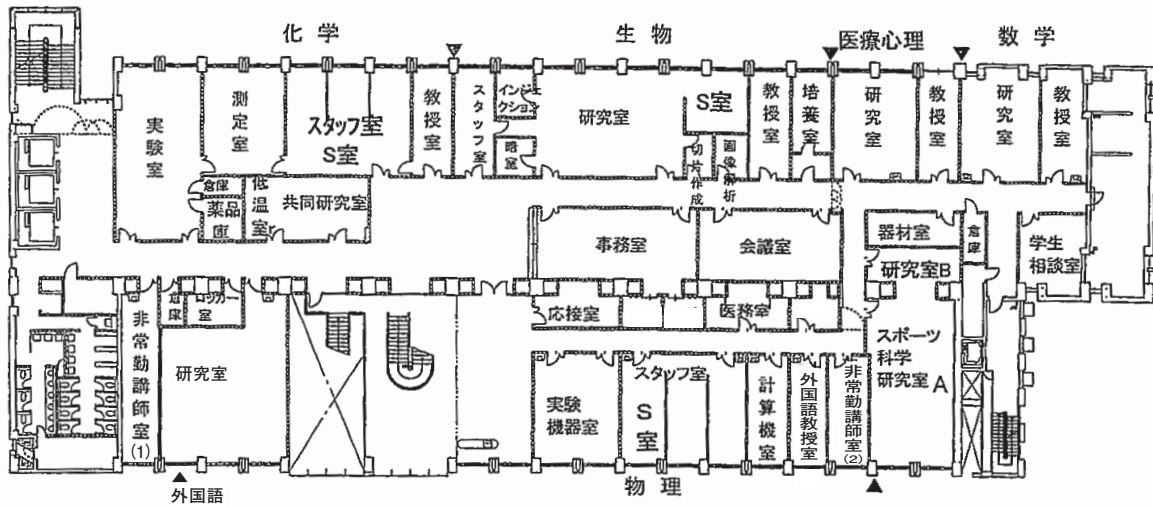 化学
生物
医療心理
数学
実験室
測定室
スタッフ室
S室
教授室
スタッフ室
インジェ
クション
暗室
研究室
S室
切片作成
画像解析
教授室
培養室
研究室
教授室
研究室
教授室
倉庫
薬品庫
低温室
共同研究室
事務室
会議室
器材室
倉庫
学生
相談室
研究室B
非常勤講師室
(1)
倉庫
ロッカー
室
研究室
応接室
医務室
スポーツ
科学
研究室 A
実験
機器室
スタッフ室
S
室
計算機室
外国語教授室
非常勤講師室
(2)
物理
外国語